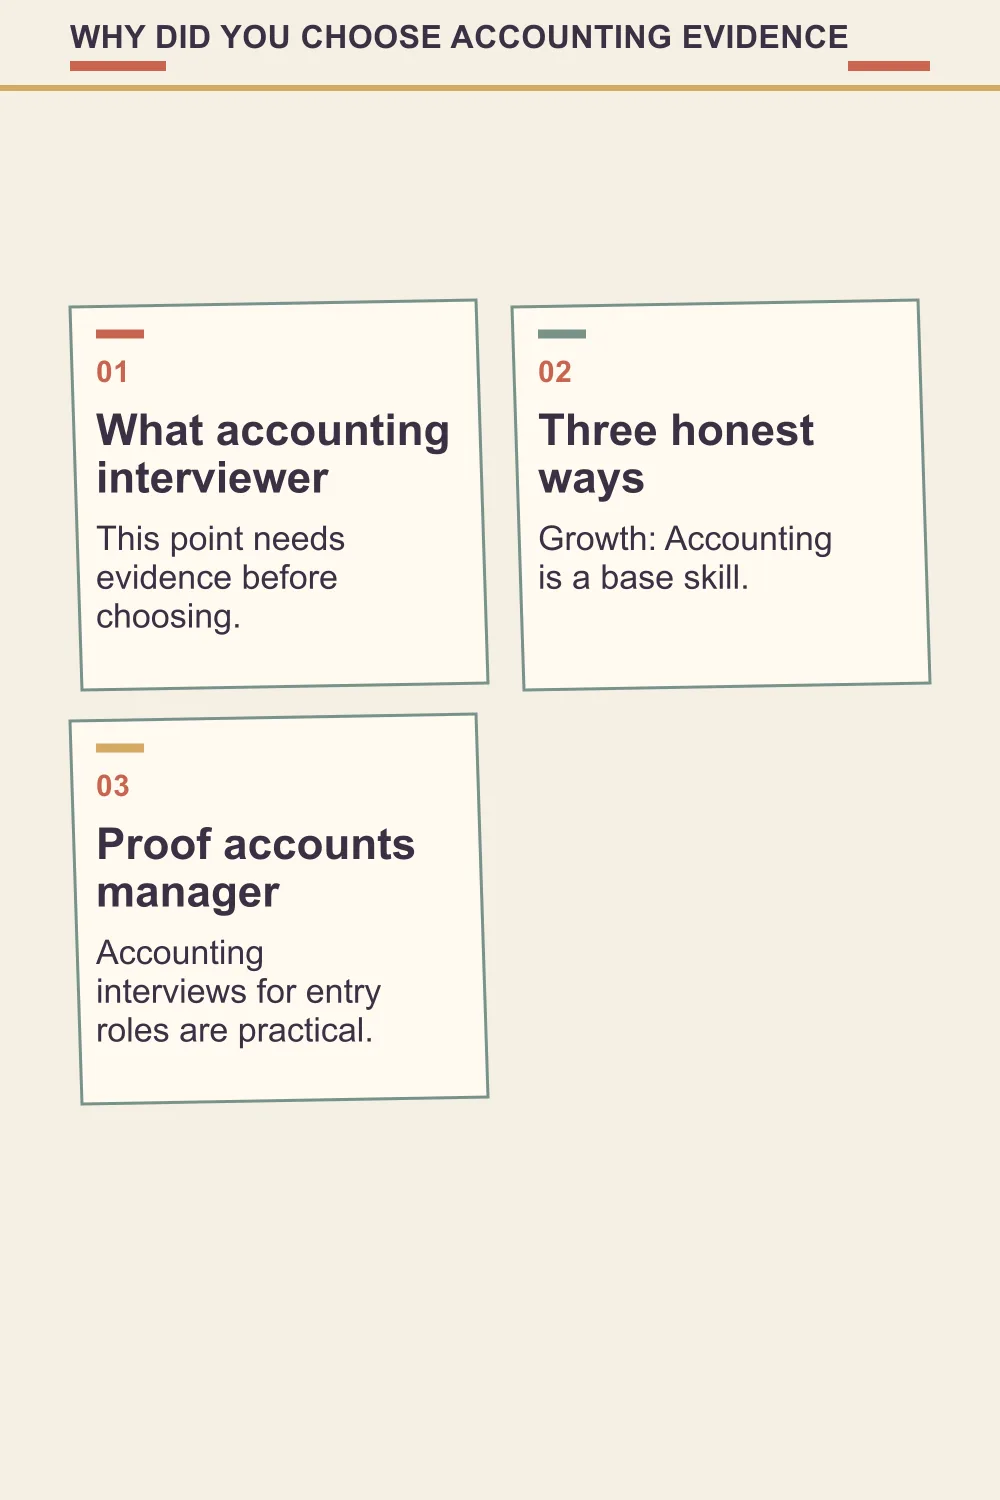 WHY DID YOU CHOOSE ACCOUNTING EVIDENCE
01
What accounting
interviewer
This point needs
evidence before
choosing.
02
Three honest
ways
Growth: Accounting
is a base skill.
03
Proof accounts
manager
Accounting
interviews for entry
roles are practical.